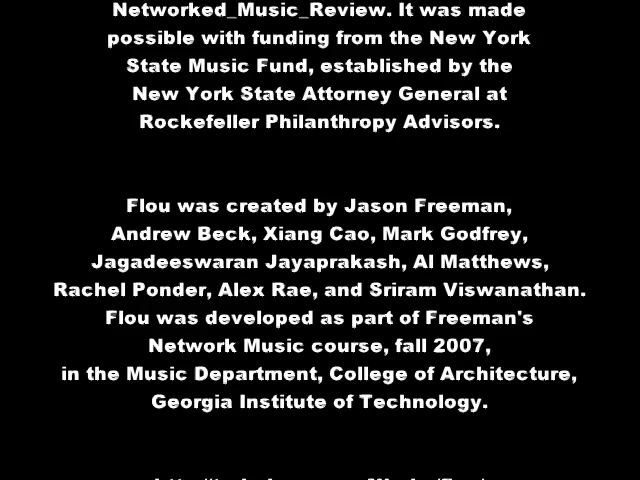 Networked_Music_Review. It was made
possible with funding from the New York
State Music Fund, established by the
New York State Attorney General at
Rockefeller Philanthropy Advisors.
Flou was created by Jason Freeman,
Andrew Beck, Xiang Cao, Mark Godfrey,
Jagadeeswaran Jayaprakash, Al Matthews,
Rachel Ponder, Alex Rae, and Sriram Viswanathan.
Flou was developed as part of Freeman's
Network Music course, fall 2007,
in the Music Department, College of Architecture,
Georgia Institute of Technology.